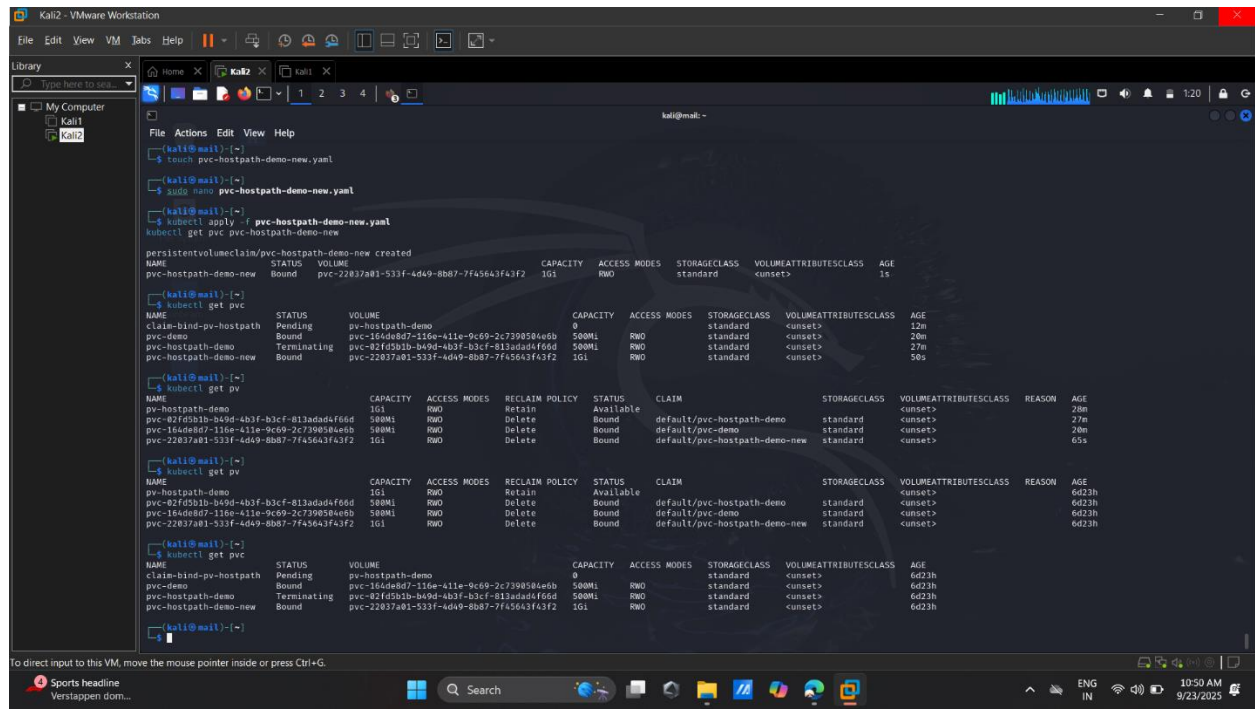 Kali2 - VMware Workstation
File Edit View VM Tabs Help
Library X
Type here to sea...
My Computer
Kali1
Kali2
Home X Kali2 X Kali1 X
1 2 3 4
1:20
kali@mail: ~
File Actions Edit View Help
┌──(kali㉿mail)-[~]
└─$ touch pvc-hostpath-demo-new.yaml
┌──(kali㉿mail)-[~]
└─$ sudo nano pvc-hostpath-demo-new.yaml
┌──(kali㉿mail)-[~]
└─$ kubectl apply -f pvc-hostpath-demo-new.yaml
kubectl get pvc pvc-hostpath-demo-new
persistentvolumeclaim/pvc-hostpath-demo-new created
NAME STATUS VOLUME CAPACITY ACCESS MODES STORAGECLASS VOLUMEATTRIBUTESCLASS AGE
pvc-hostpath-demo-new Bound pvc-22037a01-533f-4d49-8b87-7f45643f43f2 1Gi RWO standard <unset> 1s
┌──(kali㉿mail)-[~]
└─$ kubectl get pvc
NAME STATUS VOLUME CAPACITY ACCESS MODES STORAGECLASS VOLUMEATTRIBUTESCLASS AGE
claim-bind-pv-hostpath Pending pv-hostpath-demo 0 standard <unset> 12m
pvc-demo Bound pvc-164de8d7-116e-411e-9c69-2c7390504e6b 500Mi RWO standard <unset> 20m
pvc-hostpath-demo Terminating pvc-02fd5b1b-b49d-4b3f-b3cf-813adad4f66d 500Mi RWO standard <unset> 27m
pvc-hostpath-demo-new Bound pvc-22037a01-533f-4d49-8b87-7f45643f43f2 1Gi RWO standard <unset> 50s
┌──(kali㉿mail)-[~]
└─$ kubectl get pv
NAME CAPACITY ACCESS MODES RECLAIM POLICY STATUS CLAIM STORAGECLASS VOLUMEATTRIBUTESCLASS REASON AGE
pv-hostpath-demo 1Gi RWO Retain Available <unset> 28m
pvc-02fd5b1b-b49d-4b3f-b3cf-813adad4f66d 500Mi RWO Delete Bound default/pvc-hostpath-demo standard <unset> 27m
pvc-164de8d7-116e-411e-9c69-2c7390504e6b 500Mi RWO Delete Bound default/pvc-demo standard <unset> 20m
pvc-22037a01-533f-4d49-8b87-7f45643f43f2 1Gi RWO Delete Bound default/pvc-hostpath-demo-new standard <unset> 65s
┌──(kali㉿mail)-[~]
└─$ kubectl get pv
NAME CAPACITY ACCESS MODES RECLAIM POLICY STATUS CLAIM STORAGECLASS VOLUMEATTRIBUTESCLASS REASON AGE
pv-hostpath-demo 1Gi RWO Retain Available <unset> 6d23h
pvc-02fd5b1b-b49d-4b3f-b3cf-813adad4f66d 500Mi RWO Delete Bound default/pvc-hostpath-demo standard <unset> 6d23h
pvc-164de8d7-116e-411e-9c69-2c7390504e6b 500Mi RWO Delete Bound default/pvc-demo standard <unset> 6d23h
pvc-22037a01-533f-4d49-8b87-7f45643f43f2 1Gi RWO Delete Bound default/pvc-hostpath-demo-new standard <unset> 6d23h
┌──(kali㉿mail)-[~]
└─$ kubectl get pvc
NAME STATUS VOLUME CAPACITY ACCESS MODES STORAGECLASS VOLUMEATTRIBUTESCLASS AGE
claim-bind-pv-hostpath Pending pv-hostpath-demo 0 standard <unset> 6d23h
pvc-demo Bound pvc-164de8d7-116e-411e-9c69-2c7390504e6b 500Mi RWO standard <unset> 6d23h
pvc-hostpath-demo Terminating pvc-02fd5b1b-b49d-4b3f-b3cf-813adad4f66d 500Mi RWO standard <unset> 6d23h
pvc-hostpath-demo-new Bound pvc-22037a01-533f-4d49-8b87-7f45643f43f2 1Gi RWO standard <unset> 6d23h
┌──(kali㉿mail)-[~]
└─$
To direct input to this VM, move the mouse pointer inside or press Ctrl+G.
4
Sports headline
Verstappen dom...
Search
ENG
IN
10:50 AM
9/23/2025